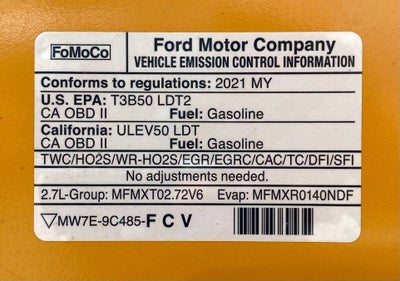 FoMoCo
Ford Motor Company
VEHICLE EMISSION CONTROL INFORMATION
Conforms to regulations: 2021 MY
U.S. EPA: T3B50 LDT2
CA OBD II Fuel: Gasoline
California: ULEV50 LDT
CA OBD II Fuel: Gasoline
TWC/HO2S/WR-HO2S/EGR/EGRC/CAC/TC/DFI/SFI
No adjustments needed.
2.7L-Group: MFMXT02.72V6 Evap: MFMXR0140NDF
▽MW7E-9C485-F C V